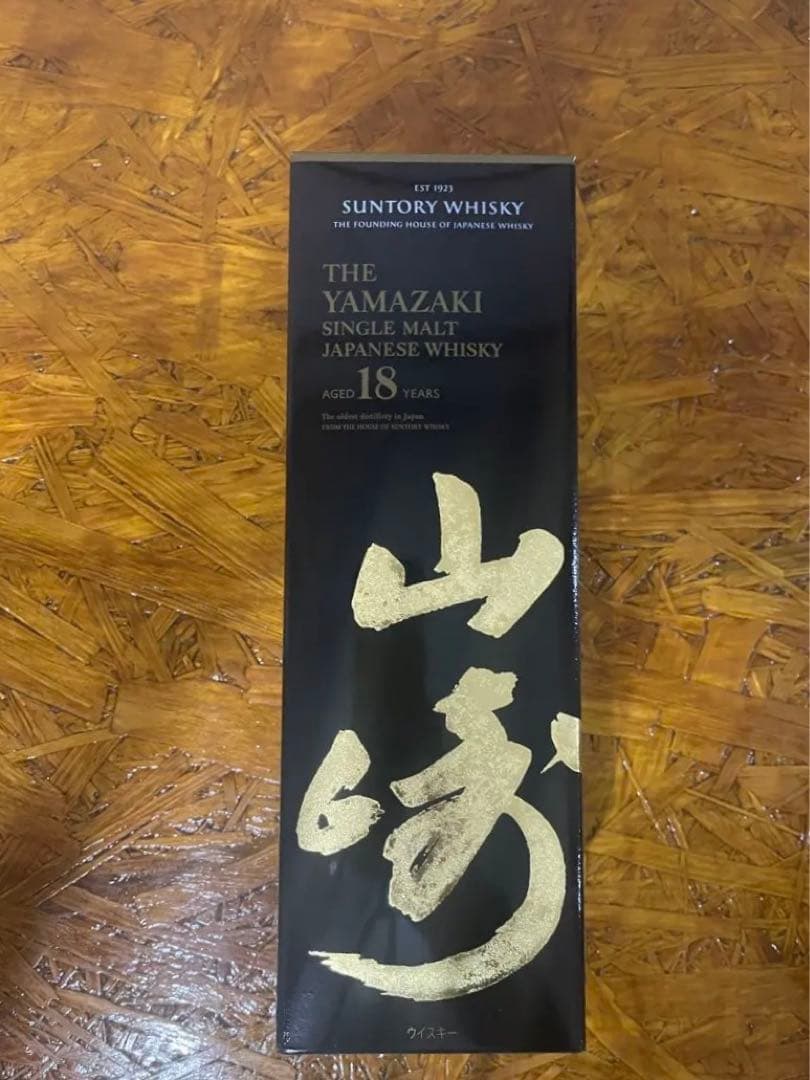 EST 1923
SUNTORY WHISKY
THE FOUNDING HOUSE OF JAPANESE WHISKY
THE
YAMAZAKI
SINGLE MALT
JAPANESE WHISKY
AGED 18 YEARS
The oldest distillery in Japan
FROM THE HOUSE OF SUNTORY WHISKY
山
崎
ウイスキー